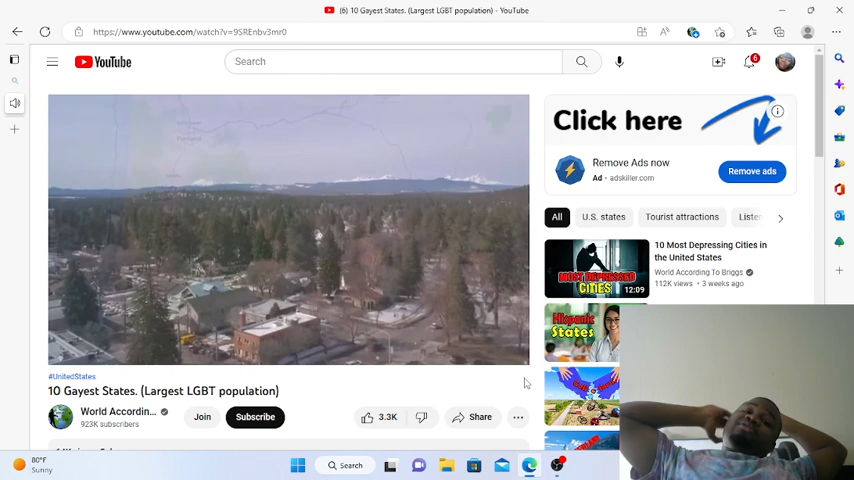 (6) 10 Gayest States. (Largest LGBT population) - YouTube
https://www.youtube.com/watch?v=9SREnbv3mr0
YouTube
Search
6
Click here
Remove Ads now
Ad • adskiller.com
Remove ads
All
U.S. states
Tourist attractions
Listen
10 Most Depressing Cities in
the United States
World According To Briggs
112K views • 3 weeks ago
MOST DEPRESSED
CITIES
12:09
Hispanic
States
#UnitedStates
10 Gayest States. (Largest LGBT population)
World Accordin...
923K subscribers
Join
Subscribe
3.3K
Share
80°F
Sunny
Search